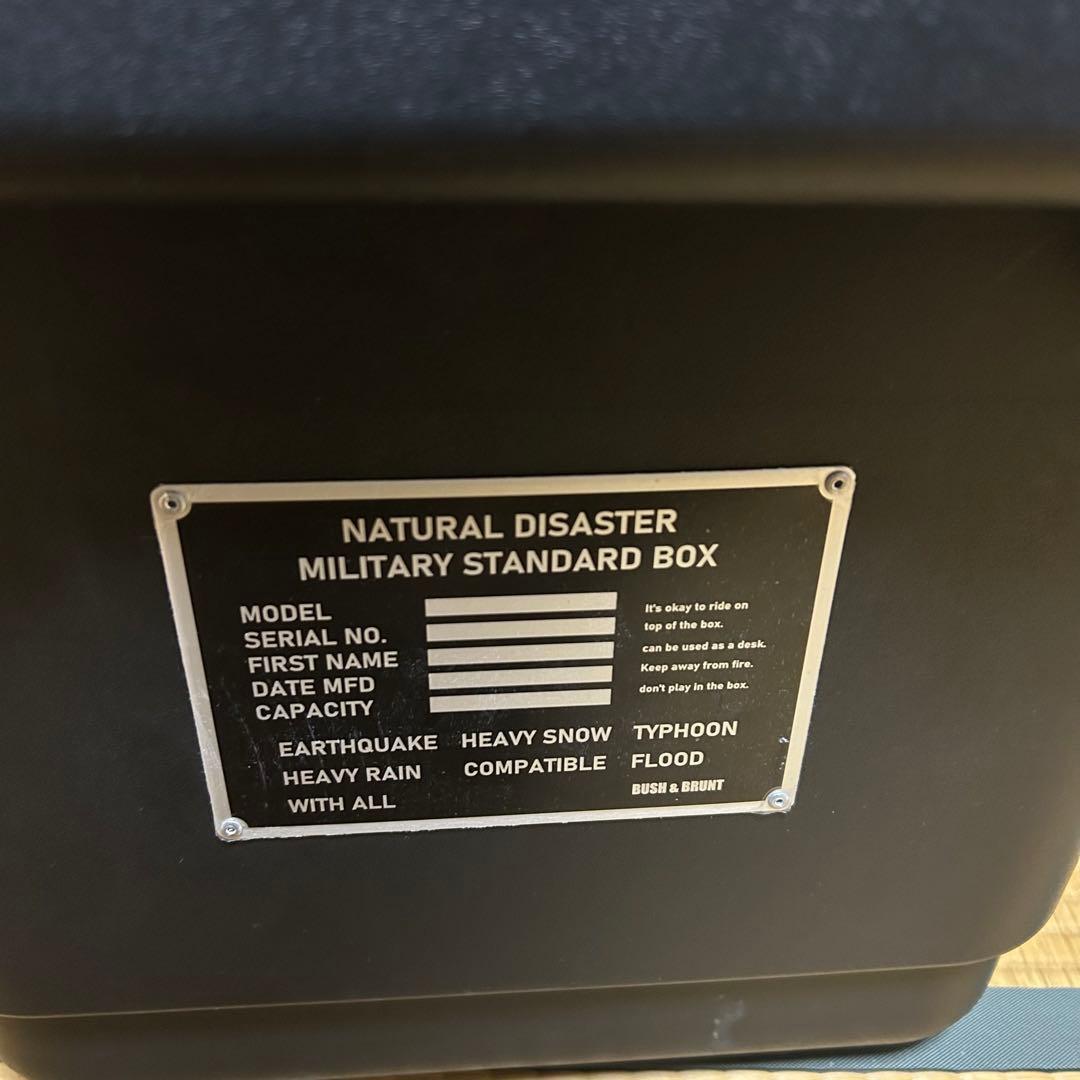 NATURAL DISASTER
MILITARY STANDARD BOX
MODEL
SERIAL NO.
FIRST NAME
DATE MFD
CAPACITY
It's okay to ride on
top of the box.
can be used as a desk.
Keep away from fire.
don't play in the box.
EARTHQUAKE HEAVY SNOW TYPHOON
HEAVY RAIN COMPATIBLE FLOOD
WITH ALL
BUSH & BRUNT